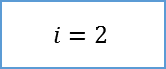 i = 2